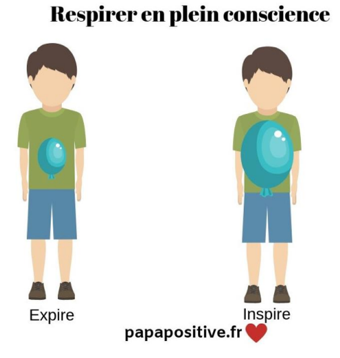 Respirer en plein conscience
Expire
Inspire
papapositive.fr